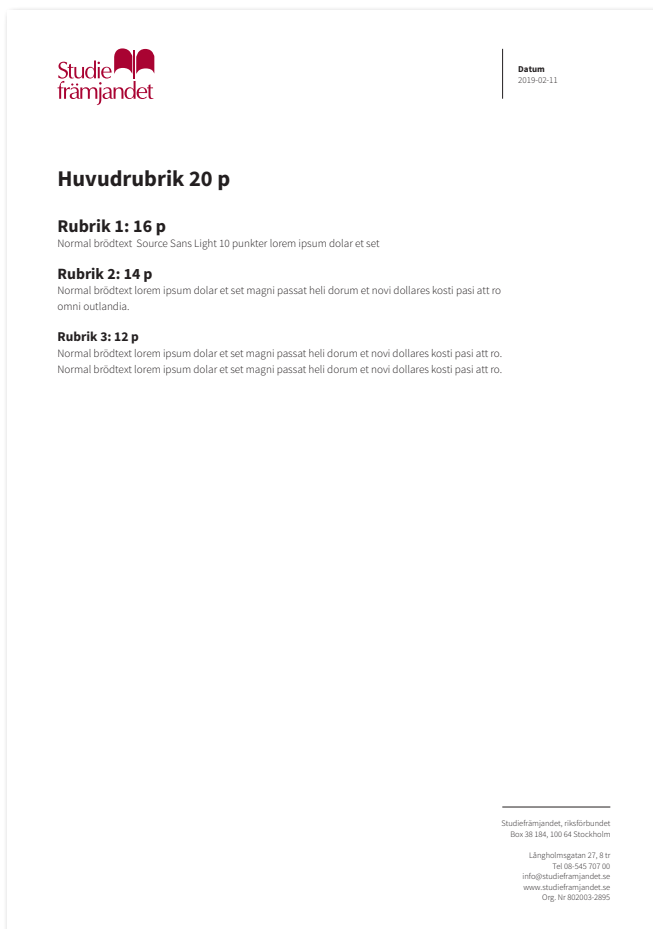 Studie
främjandet
Datum
2019-02-11
Huvudrubrik 20 p
Rubrik 1: 16 p
Normal brödtext  Source Sans Light 10 punkter lorem ipsum dolar et set
Rubrik 2: 14 p
Normal brödtext lorem ipsum dolar et set magni passat heli dorum et novi dollares kosti pasi att ro
omni outlandia.
Rubrik 3: 12 p
Normal brödtext lorem ipsum dolar et set magni passat heli dorum et novi dollares kosti pasi att ro.
Normal brödtext lorem ipsum dolar et set magni passat heli dorum et novi dollares kosti pasi att ro.
Studiefrämjandet, riksförbundet
Box 38 184, 100 64 Stockholm
Långholmsgatan 27, 8 tr
Tel 08-545 707 00
info@studieframjandet.se
www.studieframjandet.se
Org. Nr 802003-2895